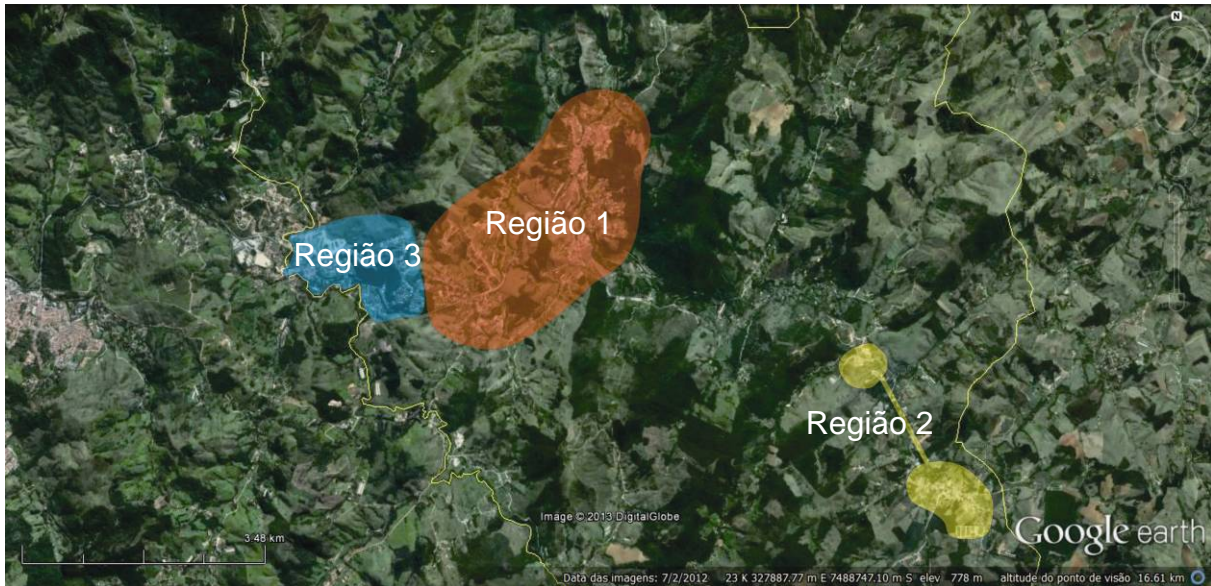 N
Região 1
Região 3
Região 2
Image © 2013 DigitalGlobe
Google earth
3.48 km
Data das imagens: 7/2/2012 23 K 327887.77 m E 7488747.10 m S elev 778 m altitude do ponto de visão 16.61 km